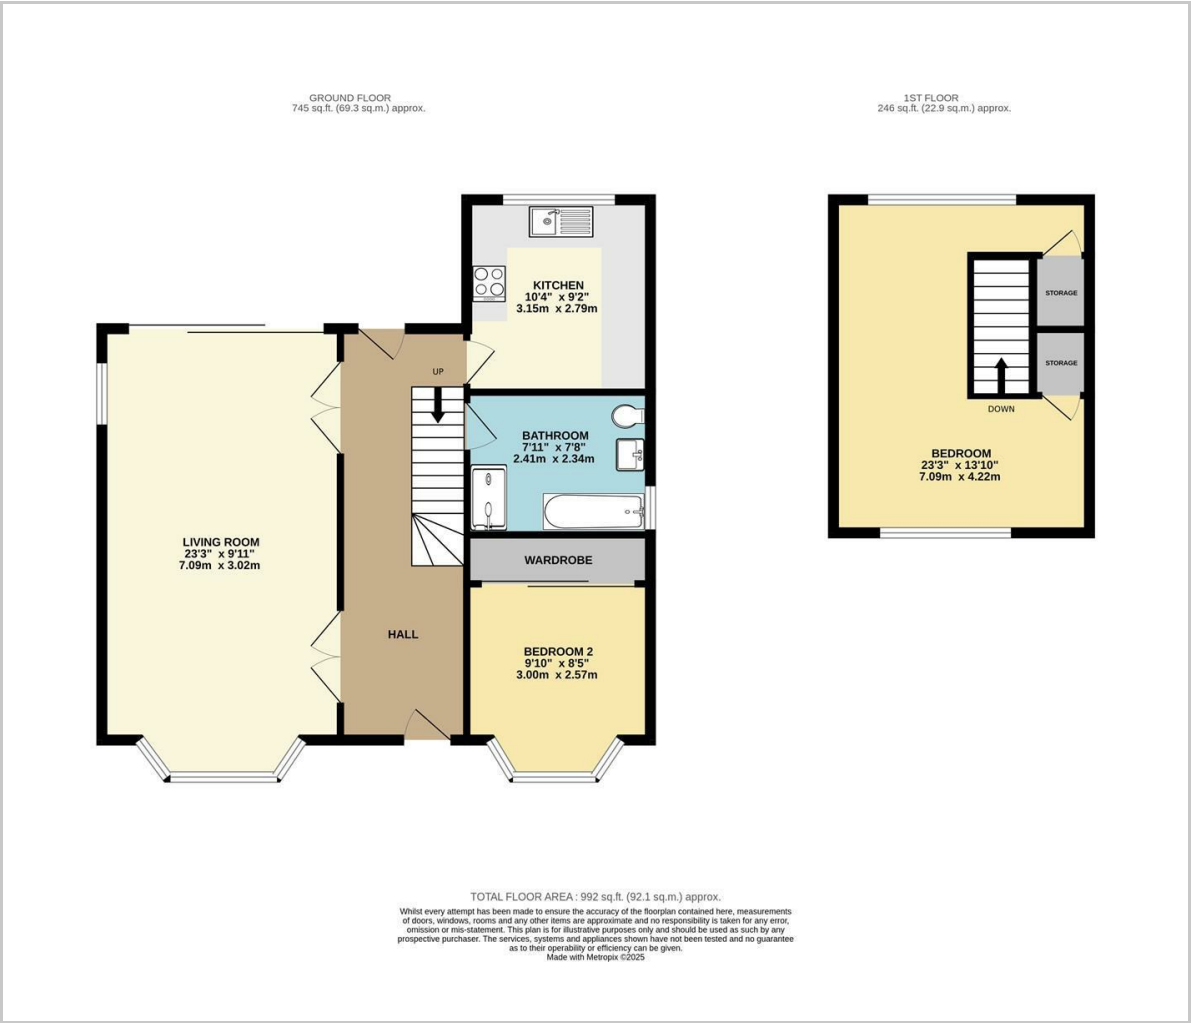 GROUND FLOOR
745 sq.ft. (69.3 sq.m.) approx.
1ST FLOOR
246 sq.ft. (22.9 sq.m.) approx.
KITCHEN
10'4" x 9'2"
3.15m x 2.79m
UP
BATHROOM
7'11" x 7'8"
2.41m x 2.34m
LIVING ROOM
23'3" x 9'11"
7.09m x 3.02m
WARDROBE
HALL
BEDROOM 2
9'10" x 8'5"
3.00m x 2.57m
STORAGE
STORAGE
DOWN
BEDROOM
23'3" x 13'10"
7.09m x 4.22m
TOTAL FLOOR AREA : 992 sq.ft. (92.1 sq.m.) approx.
Whilst every attempt has been made to ensure the accuracy of the floorplan contained here, measurements
of doors, windows, rooms and any other items are approximate and no responsibility is taken for any error,
omission or mis-statement. This plan is for illustrative purposes only and should be used as such by any
prospective purchaser. The services, systems and appliances shown have not been tested and no guarantee
as to their operability or efficiency can be given.
Made with Metropix ©2025